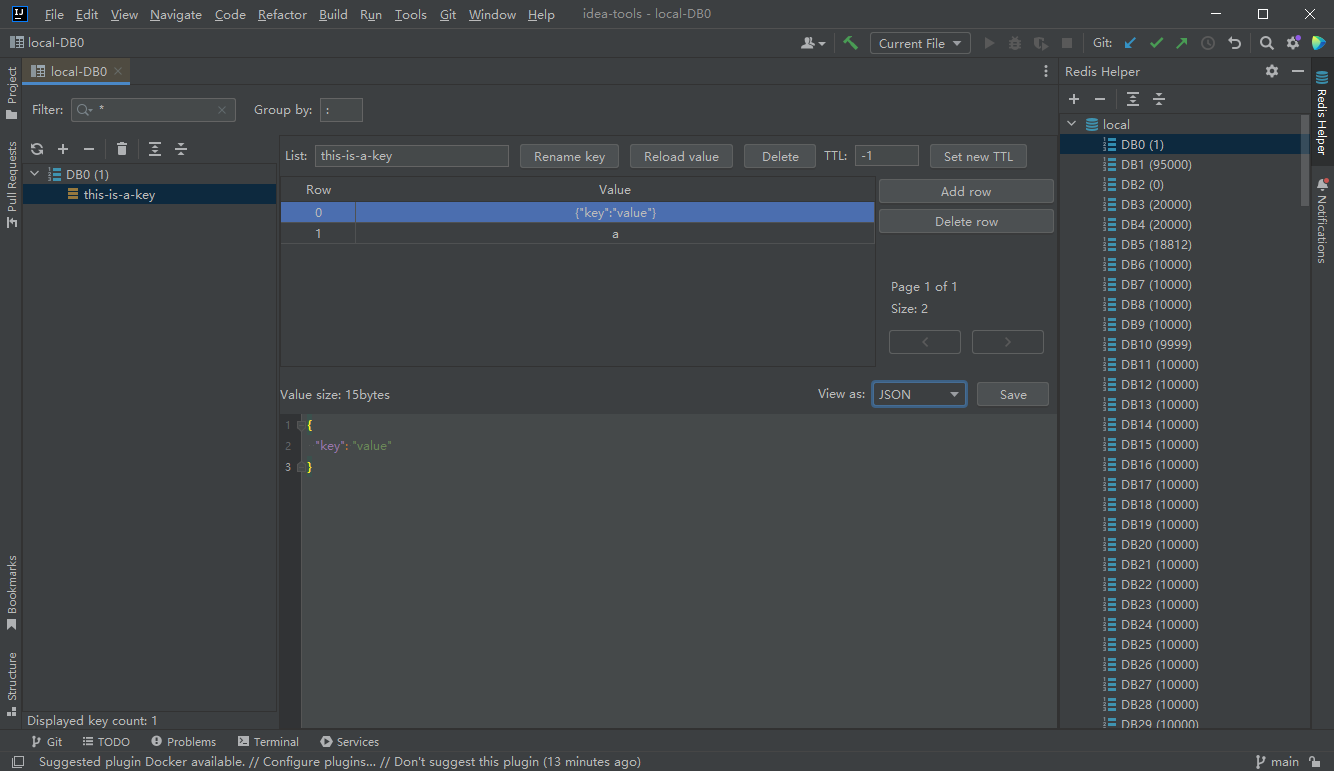 IJ File Edit View Navigate Code Refactor Build Run Tools Git Window Help idea-tools - local-DB0
local-DB0 Current File Git:
Project
Pull Requests
Bookmarks
Structure
local-DB0
Filter: * Group by: :
DB0 (1)
this-is-a-key
Displayed key count: 1
List: this-is-a-key Rename key Reload value Delete TTL: -1 Set new TTL
Row Value
0 {"key":"value"}
1 a
Add row
Delete row
Page 1 of 1
Size: 2
< >
Value size: 15bytes View as: JSON Save
1 {
2 "key": "value"
3 }
Redis Helper
local
DB0 (1)
DB1 (95000)
DB2 (0)
DB3 (20000)
DB4 (20000)
DB5 (18812)
DB6 (10000)
DB7 (10000)
DB8 (10000)
DB9 (10000)
DB10 (9999)
DB11 (10000)
DB12 (10000)
DB13 (10000)
DB14 (10000)
DB15 (10000)
DB16 (10000)
DB17 (10000)
DB18 (10000)
DB19 (10000)
DB20 (10000)
DB21 (10000)
DB22 (10000)
DB23 (10000)
DB24 (10000)
DB25 (10000)
DB26 (10000)
DB27 (10000)
DB28 (10000)
DB29 (10000)
Redis Helper
Notifications
Git TODO Problems Terminal Services
Suggested plugin Docker available. // Configure plugins... // Don't suggest this plugin (13 minutes ago) main